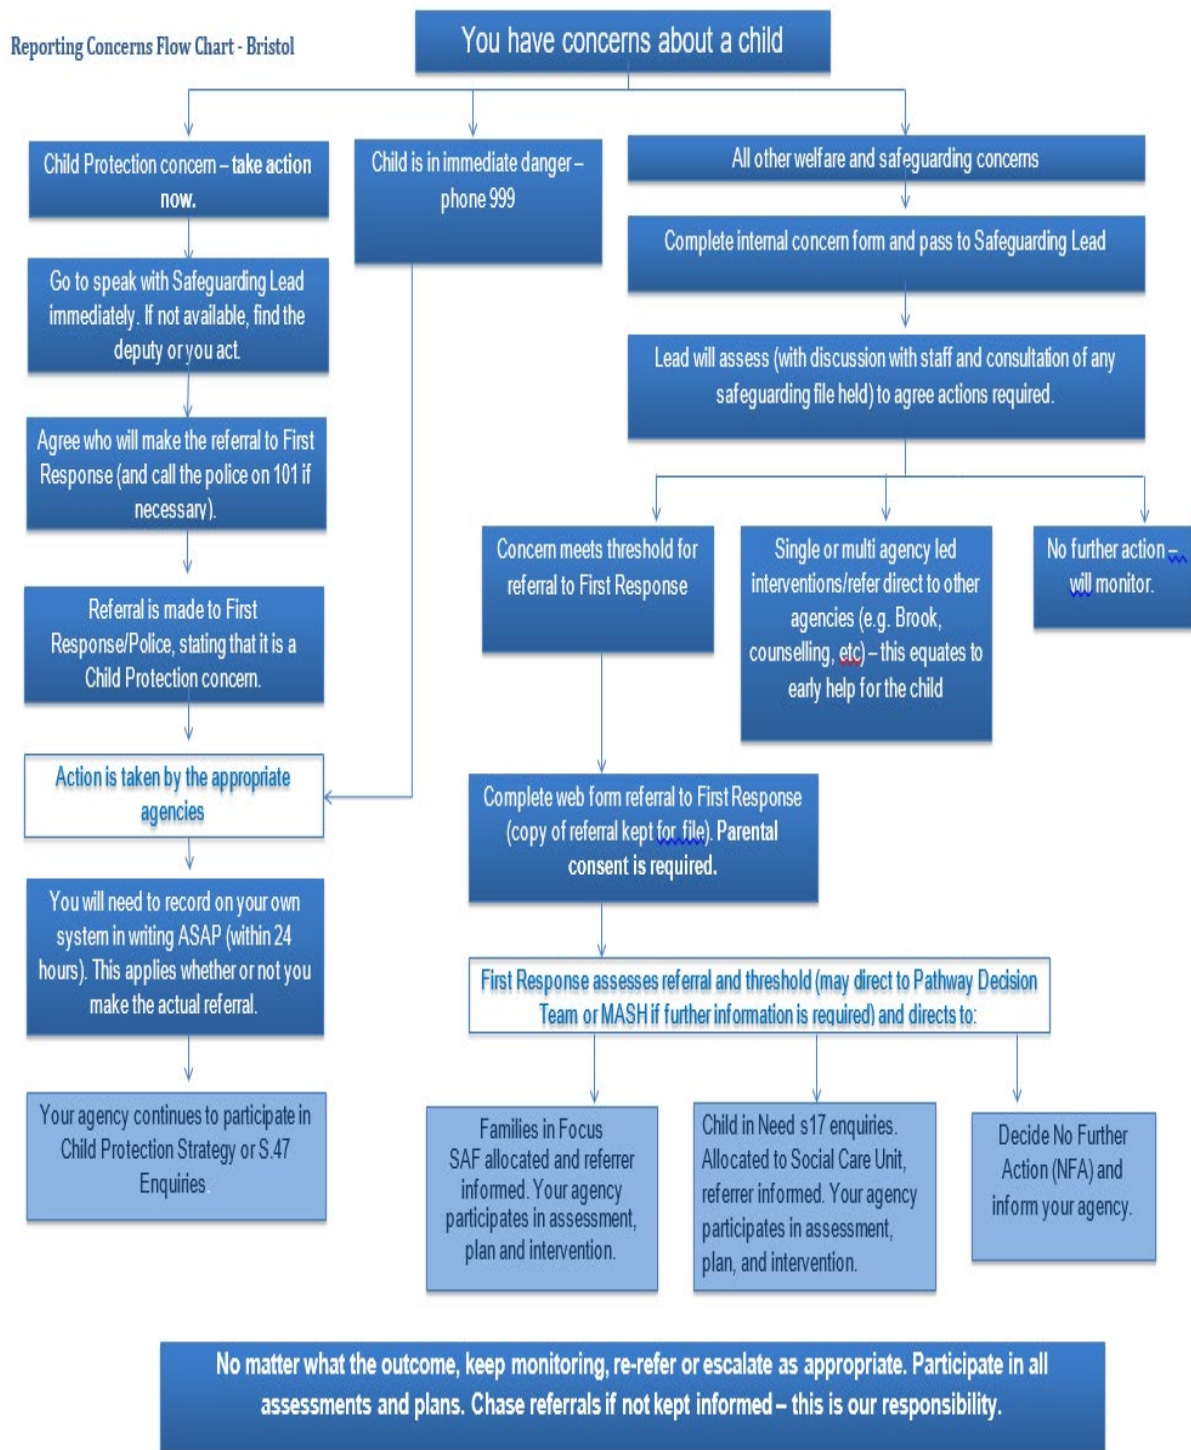 Reporting Concerns Flow Chart - Bristol
You have concerns about a child
Child Protection concern – take action
now.
Child is in immediate danger –
phone 999
All other welfare and safeguarding concerns
Go to speak with Safeguarding Lead
immediately. If not available, find the
deputy or you act.
Complete internal concern form and pass to Safeguarding Lead
Lead will assess (with discussion with staff and consultation of any
safeguarding file held) to agree actions required.
Agree who will make the referral to First
Response (and call the police on 101 if
necessary).
Concern meets threshold for
referral to First Response
Single or multi agency led
interventions/refer direct to other
agencies (e.g. Brook,
counselling, etc) – this equates to
early help for the child
No further action –
will monitor.
Referral is made to First
Response/Police, stating that it is a
Child Protection concern.
Action is taken by the appropriate
agencies
Complete web form referral to First Response
(copy of referral kept for file). Parental
consent is required.
You will need to record on your own
system in writing ASAP (within 24
hours). This applies whether or not you
make the actual referral.
First Response assesses referral and threshold (may direct to Pathway Decision
Team or MASH if further information is required) and directs to:
Your agency continues to participate in
Child Protection Strategy or S.47
Enquiries.
Families in Focus
SAF allocated and referrer
informed. Your agency
participates in assessment,
plan and intervention.
Child in Need s17 enquiries.
Allocated to Social Care Unit,
referrer informed. Your agency
participates in assessment,
plan, and intervention.
Decide No Further
Action (NFA) and
inform your agency.
No matter what the outcome, keep monitoring, re-refer or escalate as appropriate. Participate in all
assessments and plans. Chase referrals if not kept informed – this is our responsibility.